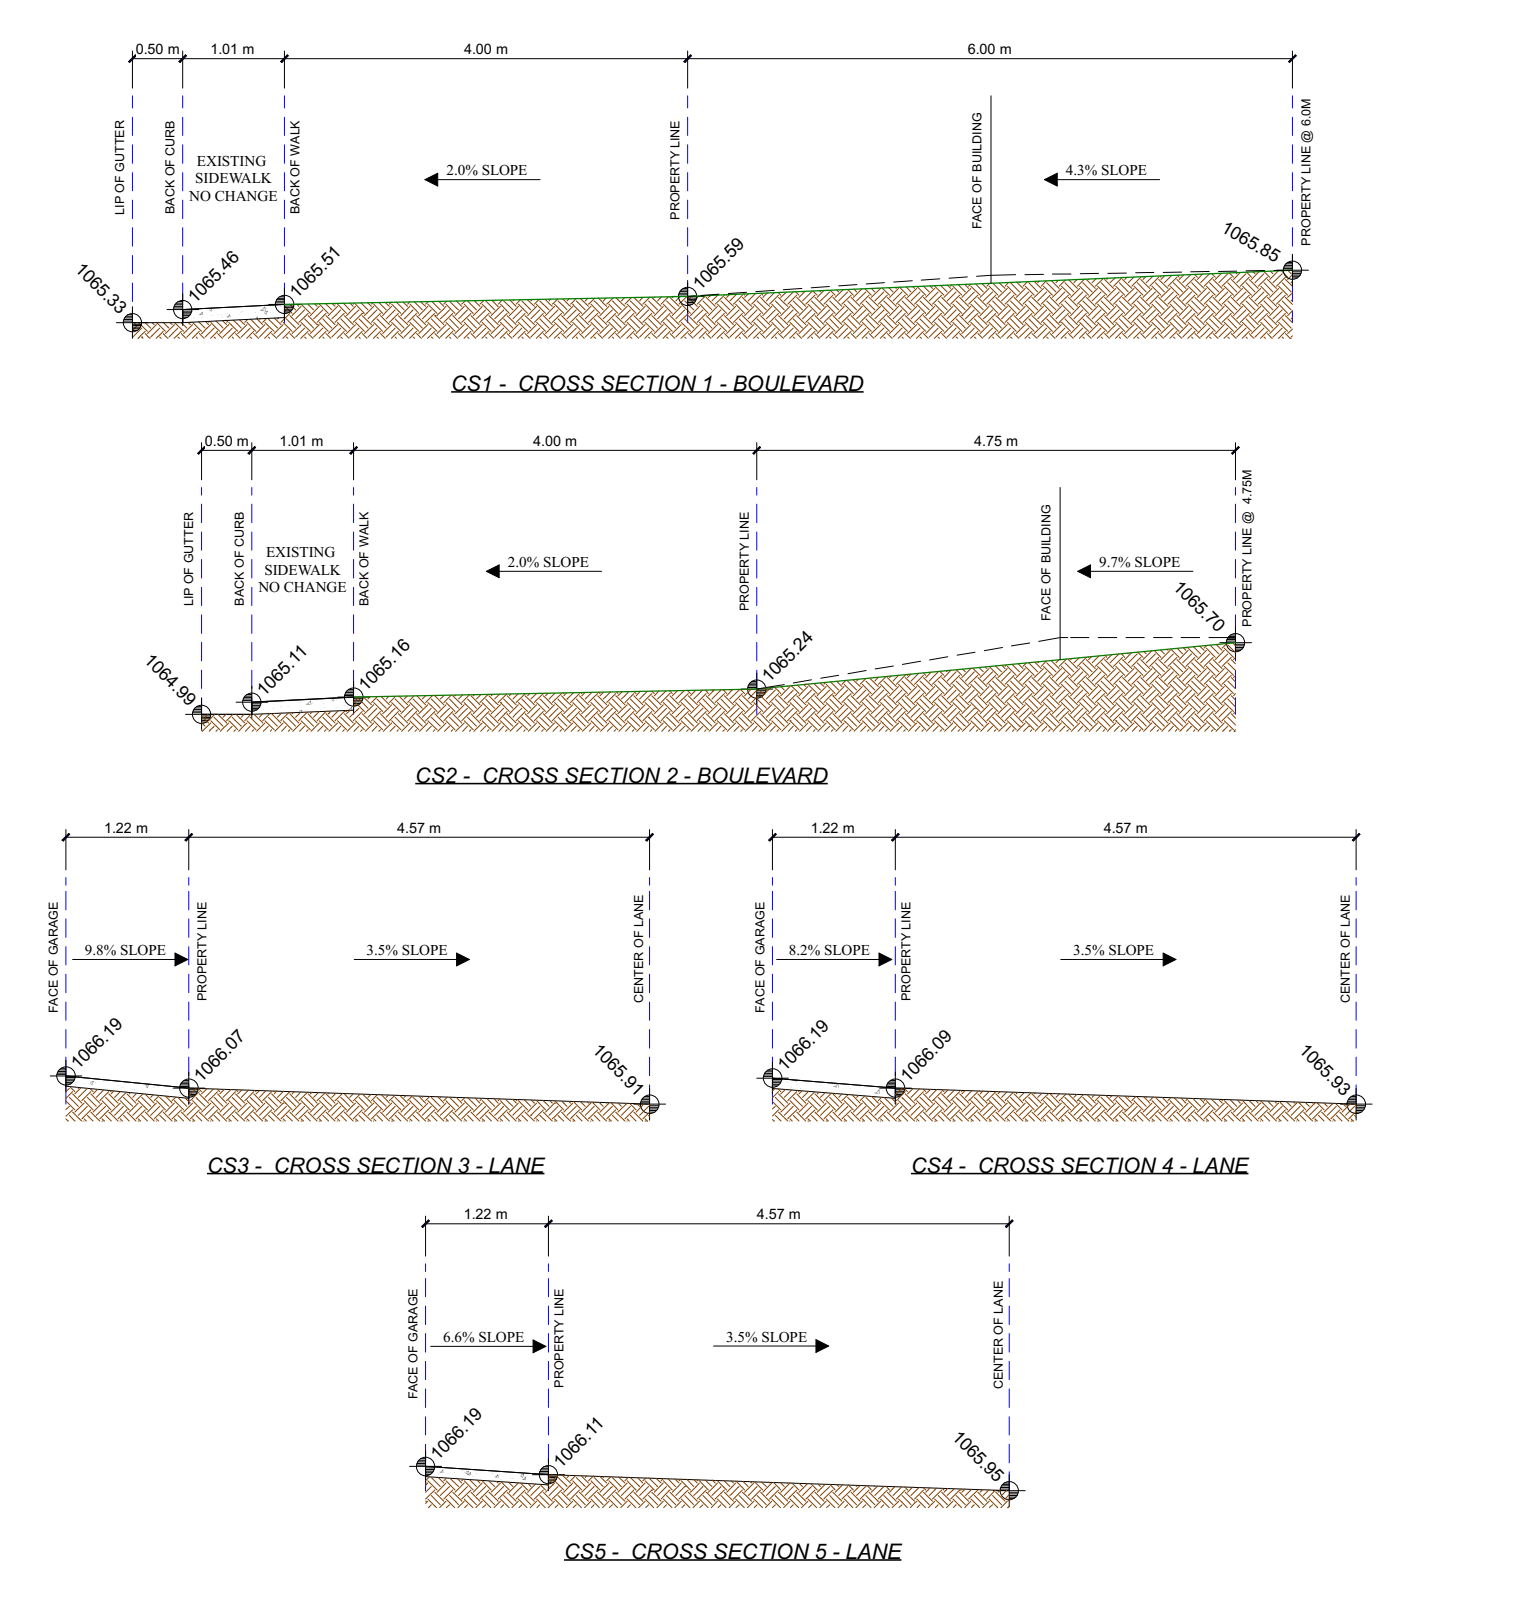 0.50 m 1.01 m 4.00 m 6.00 m
LIP OF GUTTER
BACK OF CURB
EXISTING
SIDEWALK
NO CHANGE
BACK OF WALK
2.0% SLOPE
PROPERTY LINE
FACE OF BUILDING
4.3% SLOPE
PROPERTY LINE @ 6.0M
1065.33
1065.46
1065.51
1065.59
1065.85
CS1 - CROSS SECTION 1 - BOULEVARD
0.50 m 1.01 m 4.00 m 4.75 m
LIP OF GUTTER
BACK OF CURB
EXISTING
SIDEWALK
NO CHANGE
BACK OF WALK
2.0% SLOPE
PROPERTY LINE
FACE OF BUILDING
9.7% SLOPE
PROPERTY LINE @ 4.75M
1064.99
1065.11
1065.16
1065.24
1065.70
CS2 - CROSS SECTION 2 - BOULEVARD
1.22 m 4.57 m
FACE OF GARAGE
9.8% SLOPE
PROPERTY LINE
3.5% SLOPE
CENTER OF LANE
1066.19
1066.07
1065.91
CS3 - CROSS SECTION 3 - LANE
1.22 m 4.57 m
FACE OF GARAGE
8.2% SLOPE
PROPERTY LINE
3.5% SLOPE
CENTER OF LANE
1066.19
1066.09
1065.93
CS4 - CROSS SECTION 4 - LANE
1.22 m 4.57 m
FACE OF GARAGE
6.6% SLOPE
PROPERTY LINE
3.5% SLOPE
CENTER OF LANE
1066.19
1066.11
1065.95
CS5 - CROSS SECTION 5 - LANE